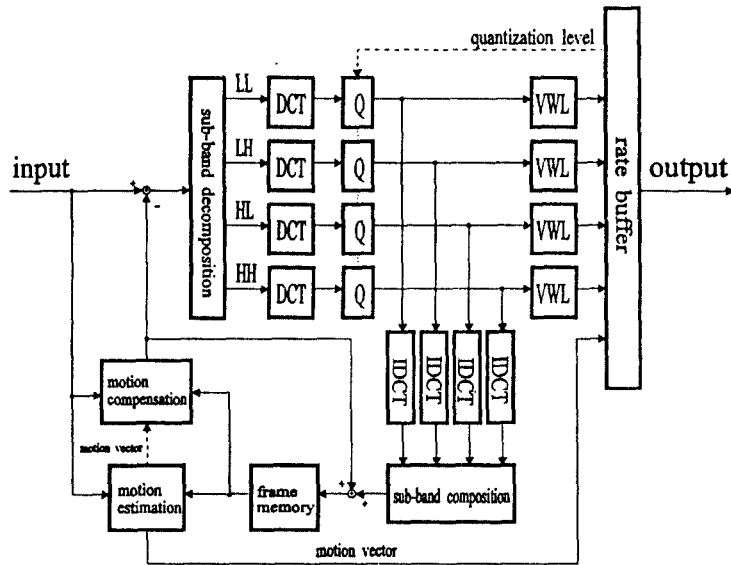 quantization level
LL
DCT
Q
VWL
LH
DCT
Q
VWL
input
sub-band decomposition
rate buffer
output
HL
DCT
Q
VWL
HH
DCT
Q
VWL
+
-
IDCT
IDCT
IDCT
IDCT
motion
compensation
motion vector
motion
estimation
frame
memory
+
+
sub-band composition
motion vector